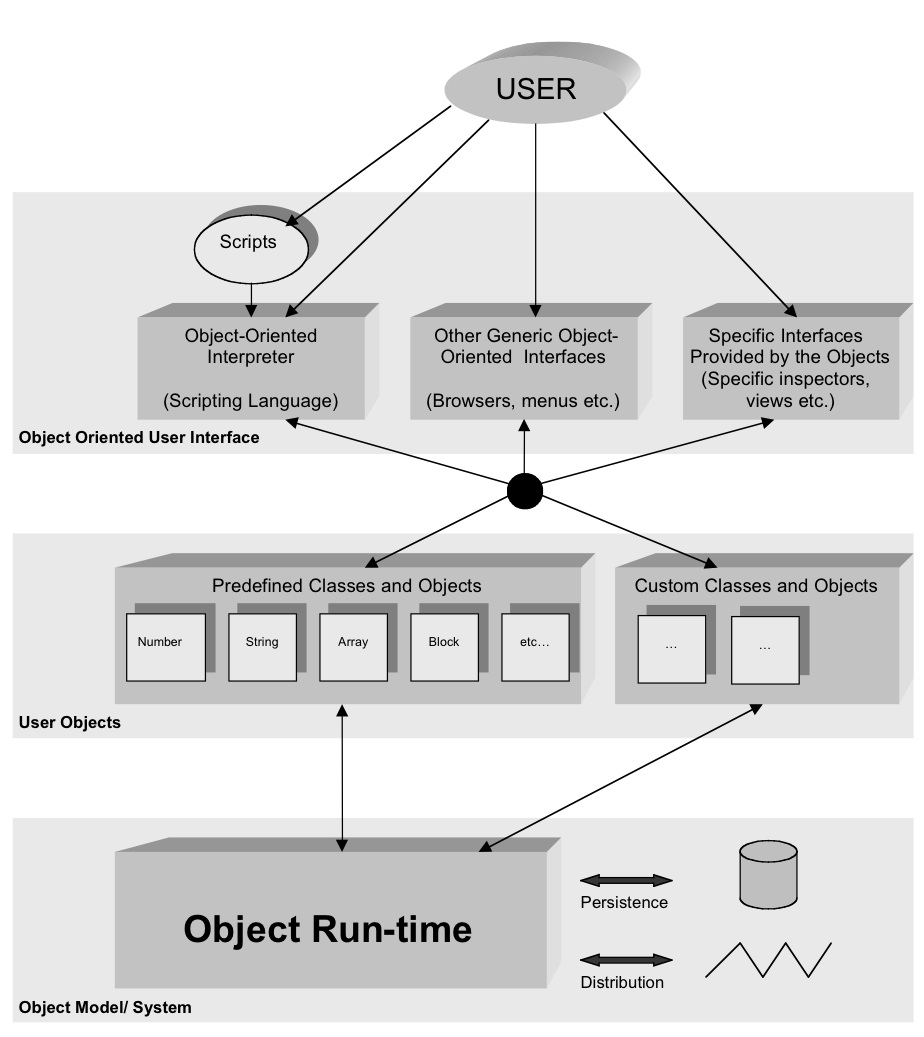 USER
Scripts
Object-Oriented
Interpreter
(Scripting Language)
Other Generic Object-
Oriented Interfaces
(Browsers, menus etc.)
Specific Interfaces
Provided by the Objects
(Specific inspectors,
views etc.)
Object Oriented User Interface
Predefined Classes and Objects
Number
String
Array
Block
etc…
Custom Classes and Objects
…
…
User Objects
Object Run-time
Persistence
Distribution
Object Model/ System